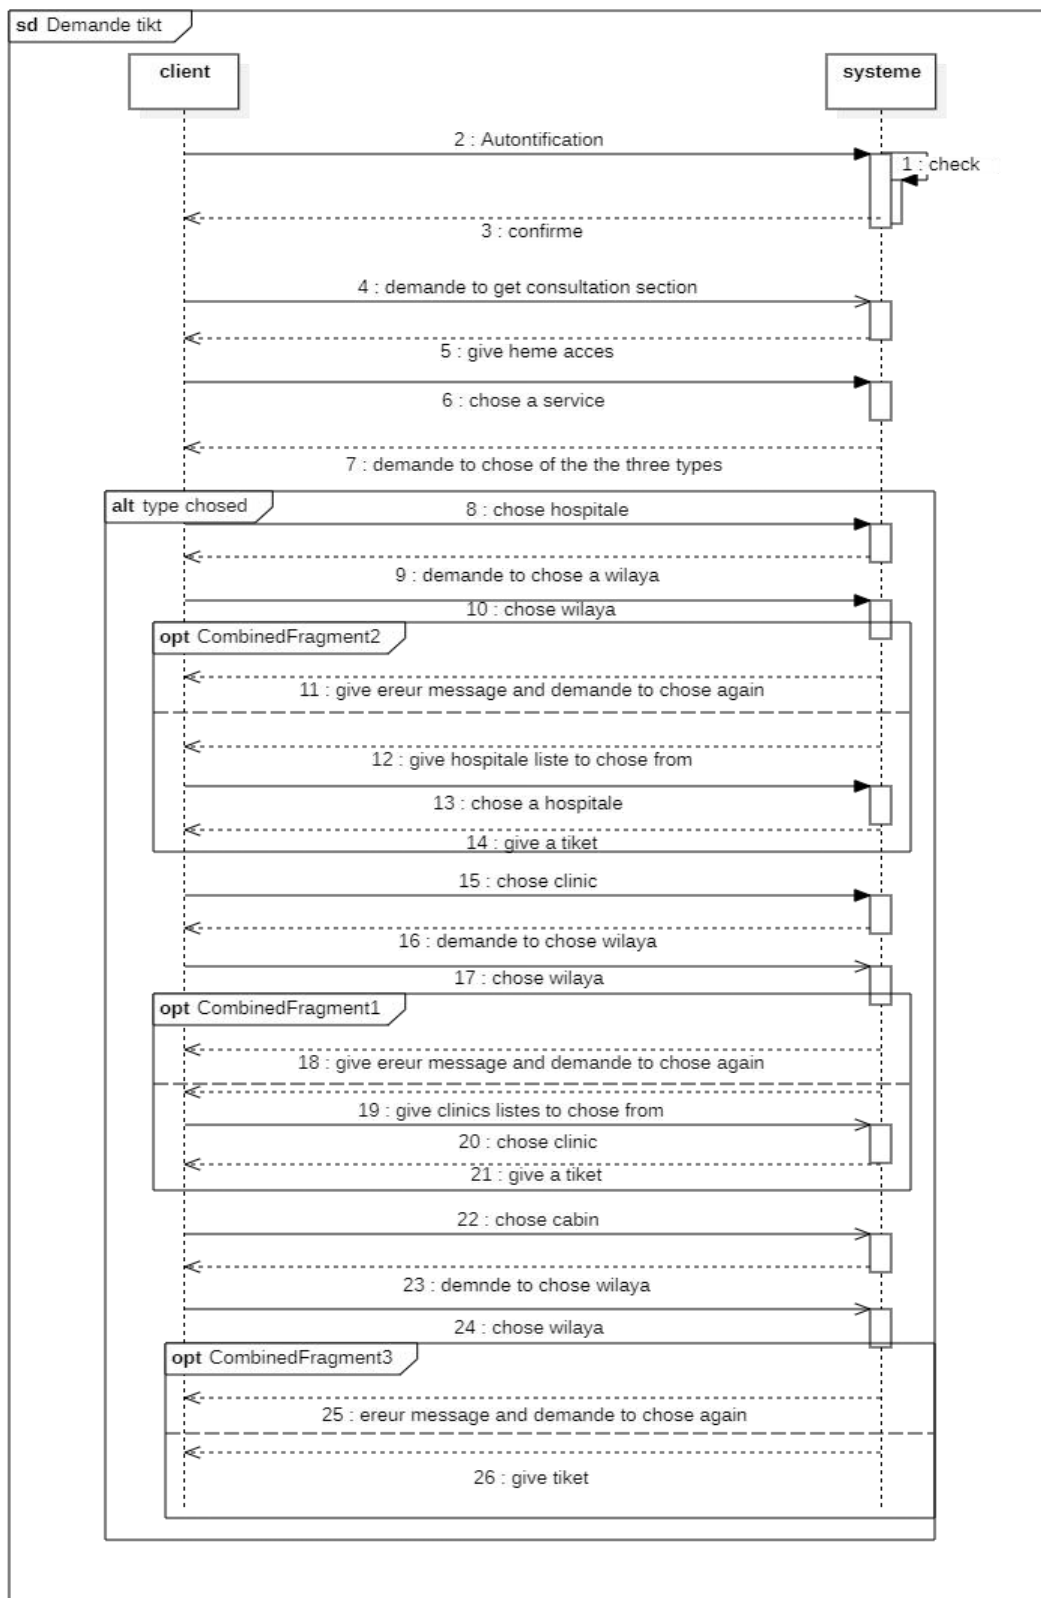 sd Demande tikt
client
systeme
2 : Autontification
1 : check
3 : confirme
4 : demande to get consultation section
5 : give heme acces
6 : chose a service
7 : demande to chose of the the three types
alt type chosed
8 : chose hospitale
9 : demande to chose a wilaya
10 : chose wilaya
opt CombinedFragment2
11 : give ereur message and demande to chose again
12 : give hospitale liste to chose from
13 : chose a hospitale
14 : give a tiket
15 : chose clinic
16 : demande to chose wilaya
17 : chose wilaya
opt CombinedFragment1
18 : give ereur message and demande to chose again
19 : give clinics listes to chose from
20 : chose clinic
21 : give a tiket
22 : chose cabin
23 : demnde to chose wilaya
24 : chose wilaya
opt CombinedFragment3
25 : ereur message and demande to chose again
26 : give tiket